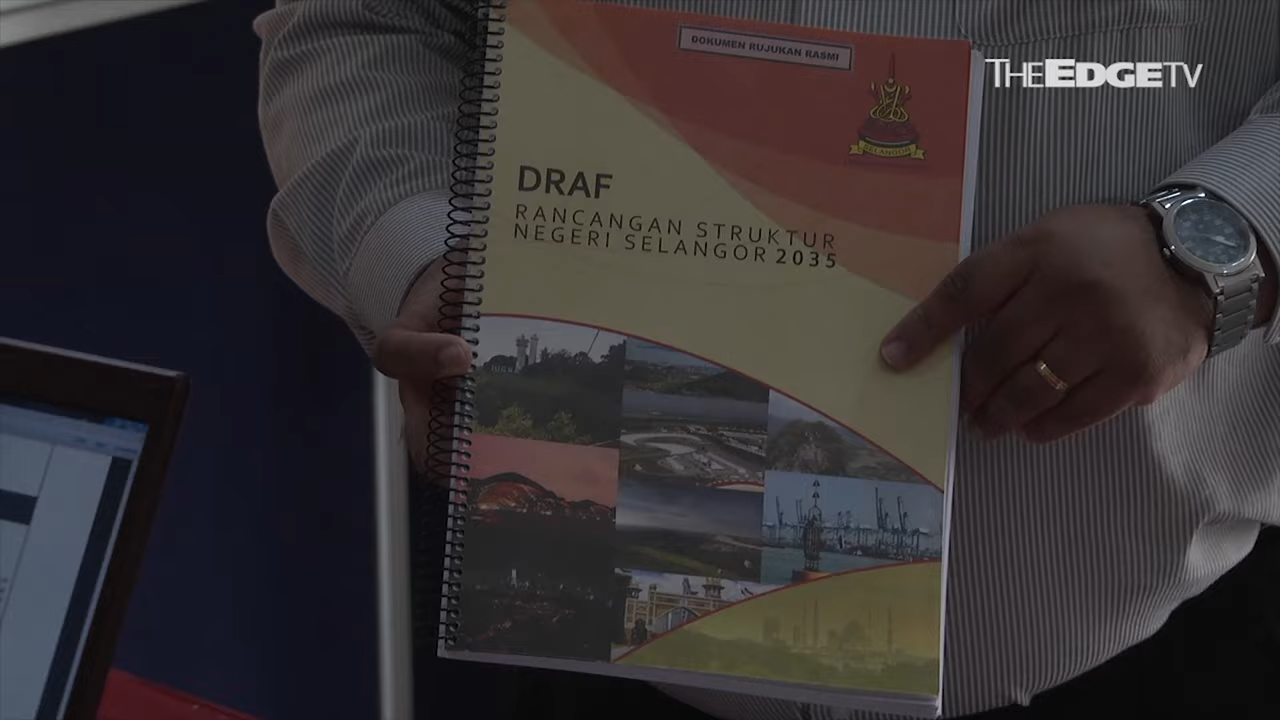 THEEDGETV
DOKUMEN RUJUKAN RASMI
SELANGOR
DRAF
RANCANGAN STRUKTUR
NEGERI SELANGOR 2035